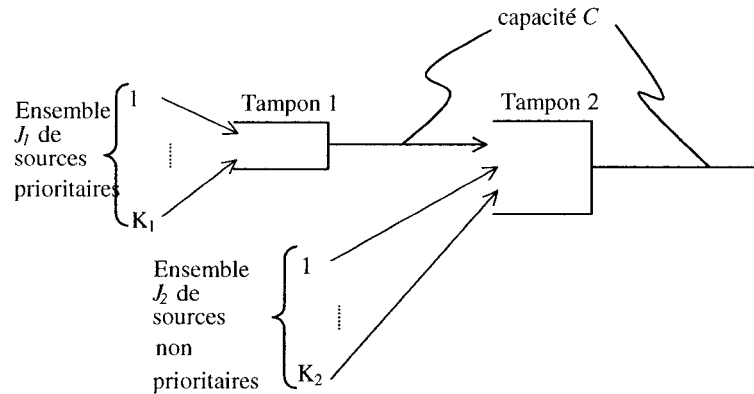 capacité C
Ensemble
J1 de
sources
prioritaires
1
K1
Tampon 1
Tampon 2
Ensemble
J2 de
sources
non
prioritaires
1
K2